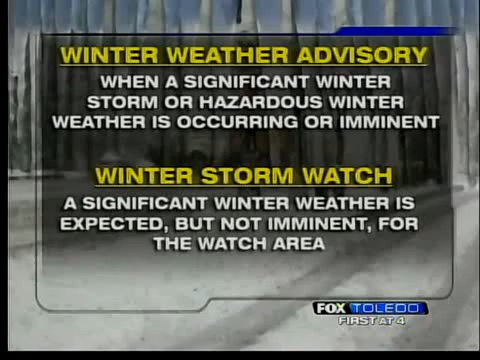 WINTER WEATHER ADVISORY
WHEN A SIGNIFICANT WINTER
STORM OR HAZARDOUS WINTER
WEATHER IS OCCURRING OR IMMINENT
WINTER STORM WATCH
A SIGNIFICANT WINTER WEATHER IS
EXPECTED, BUT NOT IMMINENT, FOR
THE WATCH AREA
FOX TOLEDO
FIRST AT 4